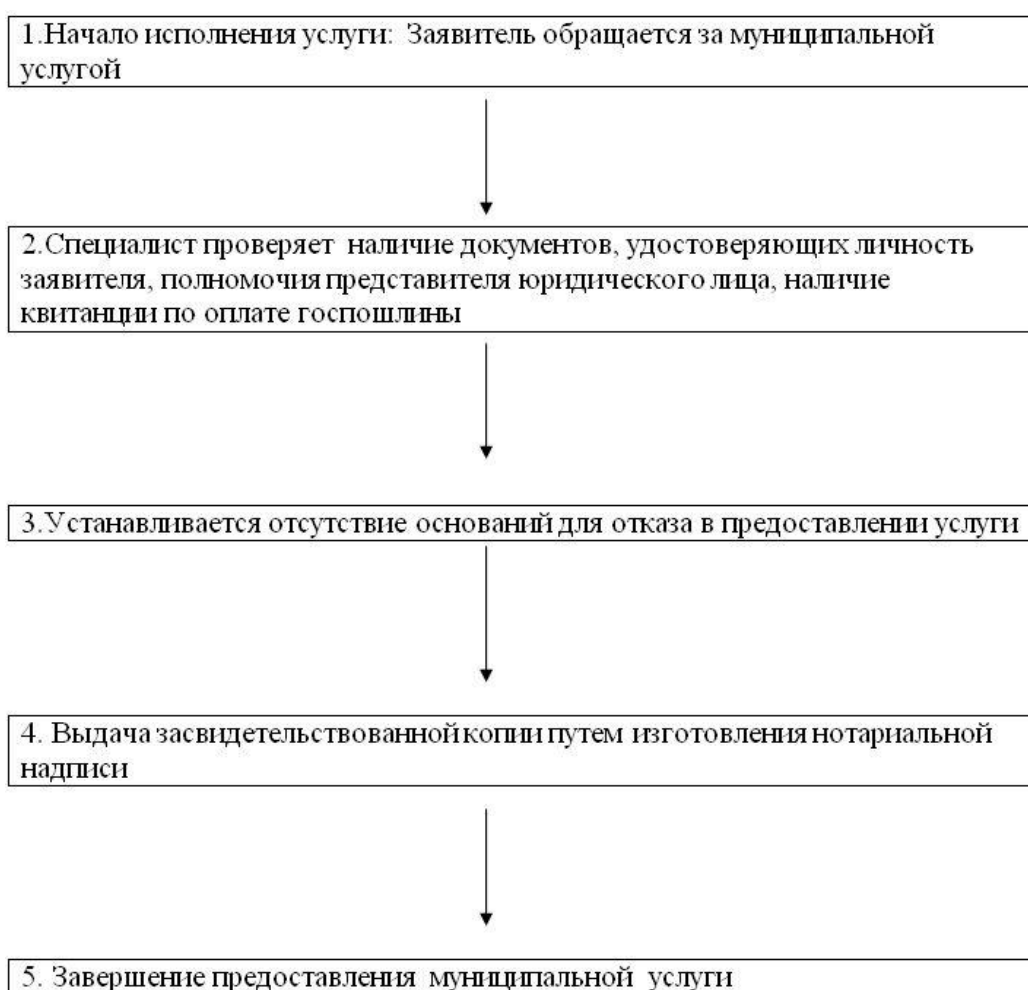 1.Начало исполнения услуги: Заявитель обращается за муниципальной
услугой
2.Специалист проверяет наличие документов, удостоверяющих личность
заявителя, полномочия представителя юридического лица, наличие
квитанции по оплате госпошлины
3.Устанавливается отсутствие оснований для отказа в предоставлении услуги
4. Выдача засвидетельствованной копии путем изготовления нотариальной
надписи
5. Завершение предоставления муниципальной услуги